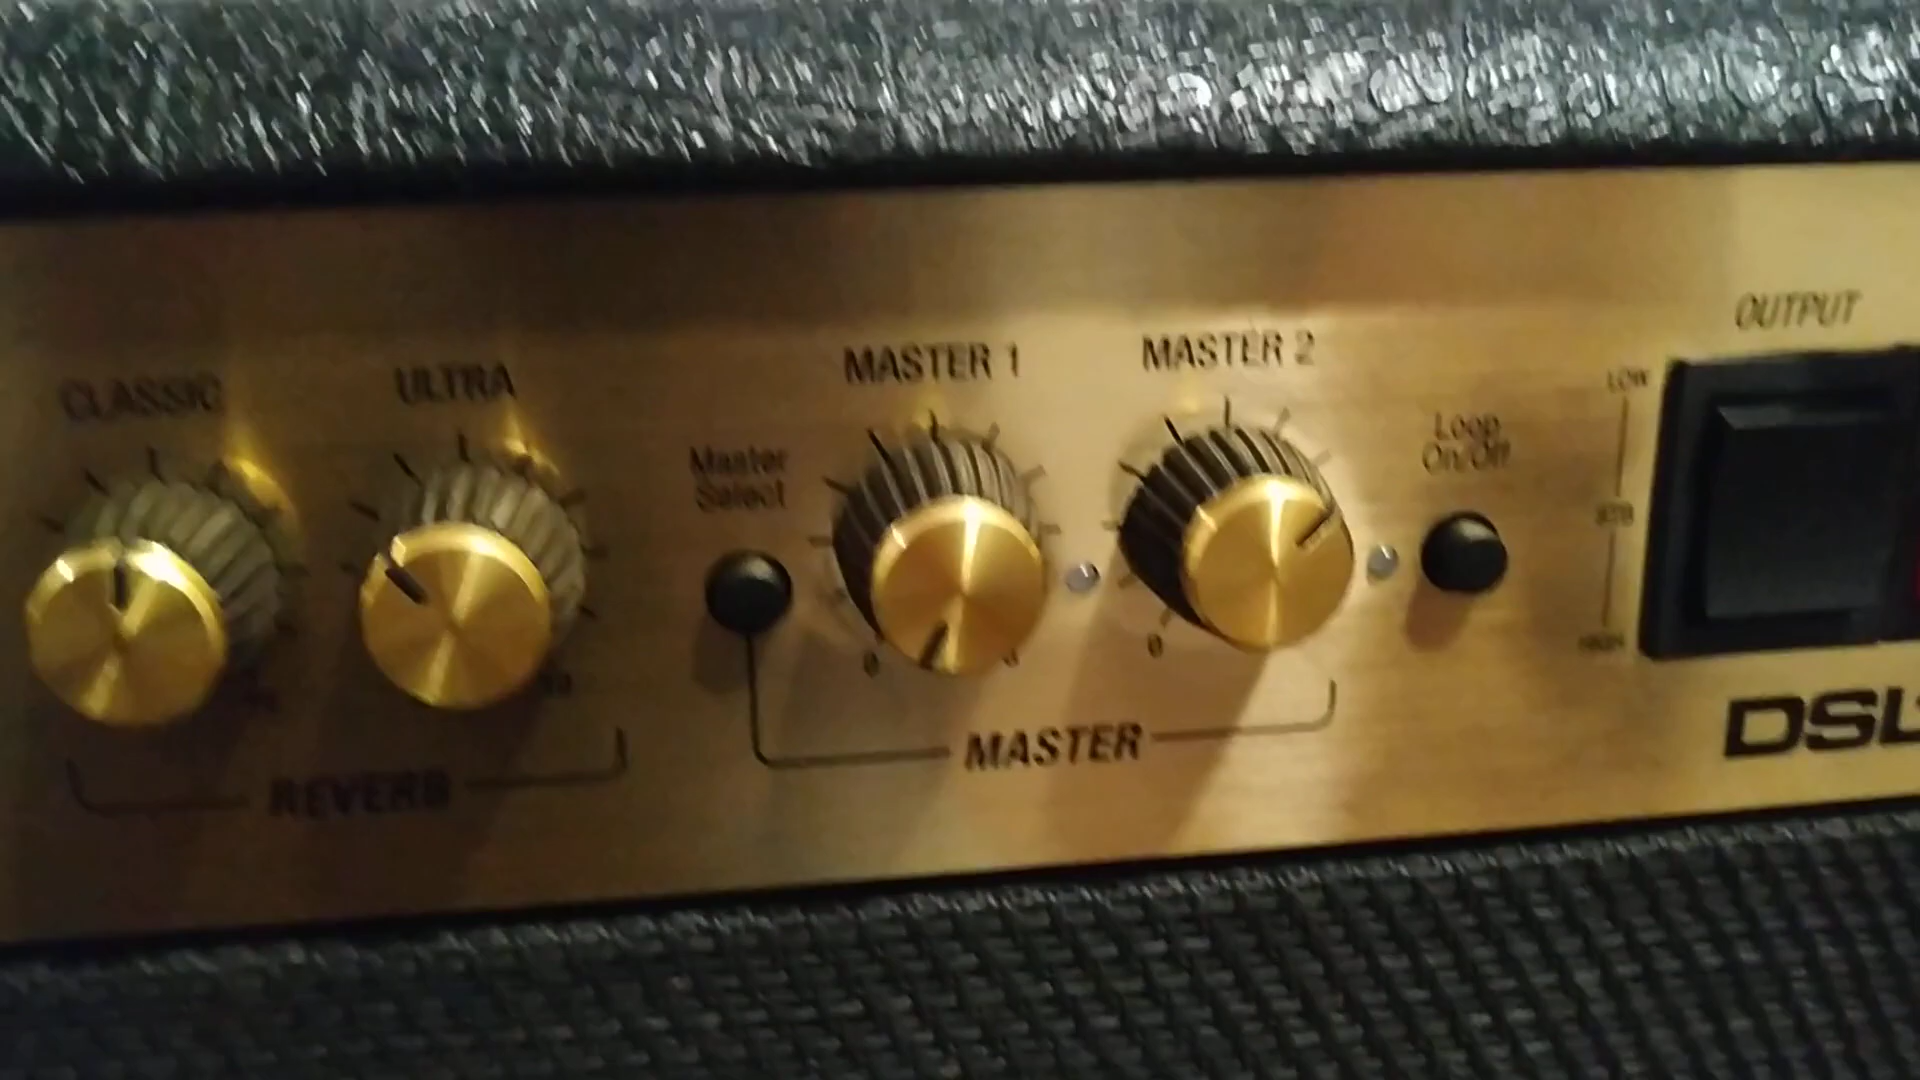 OUTPUT
MASTER 1
MASTER 2
CLASSIC
ULTRA
LOW
Master
Select
Loop
On/Off
HIGH
0
0
10
MASTER
REVERB
DSL